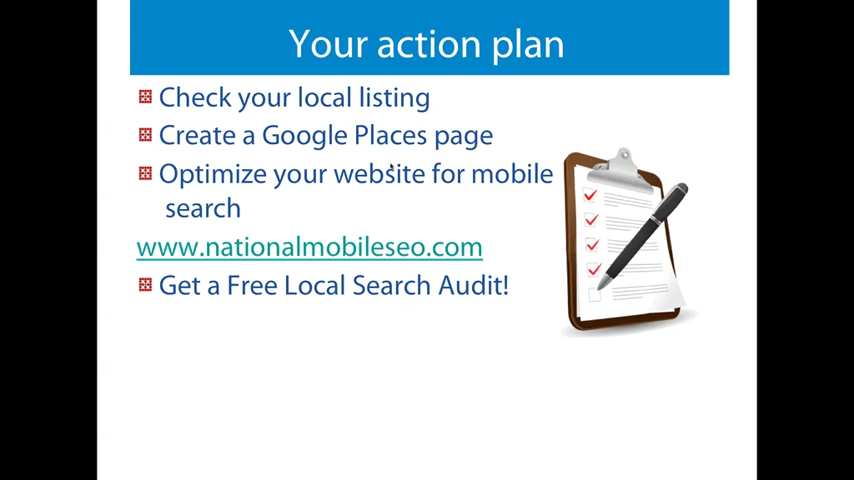 Your action plan
Check your local listing
Create a Google Places page
Optimize your website for mobile
search
www.nationalmobileseo.com
Get a Free Local Search Audit!